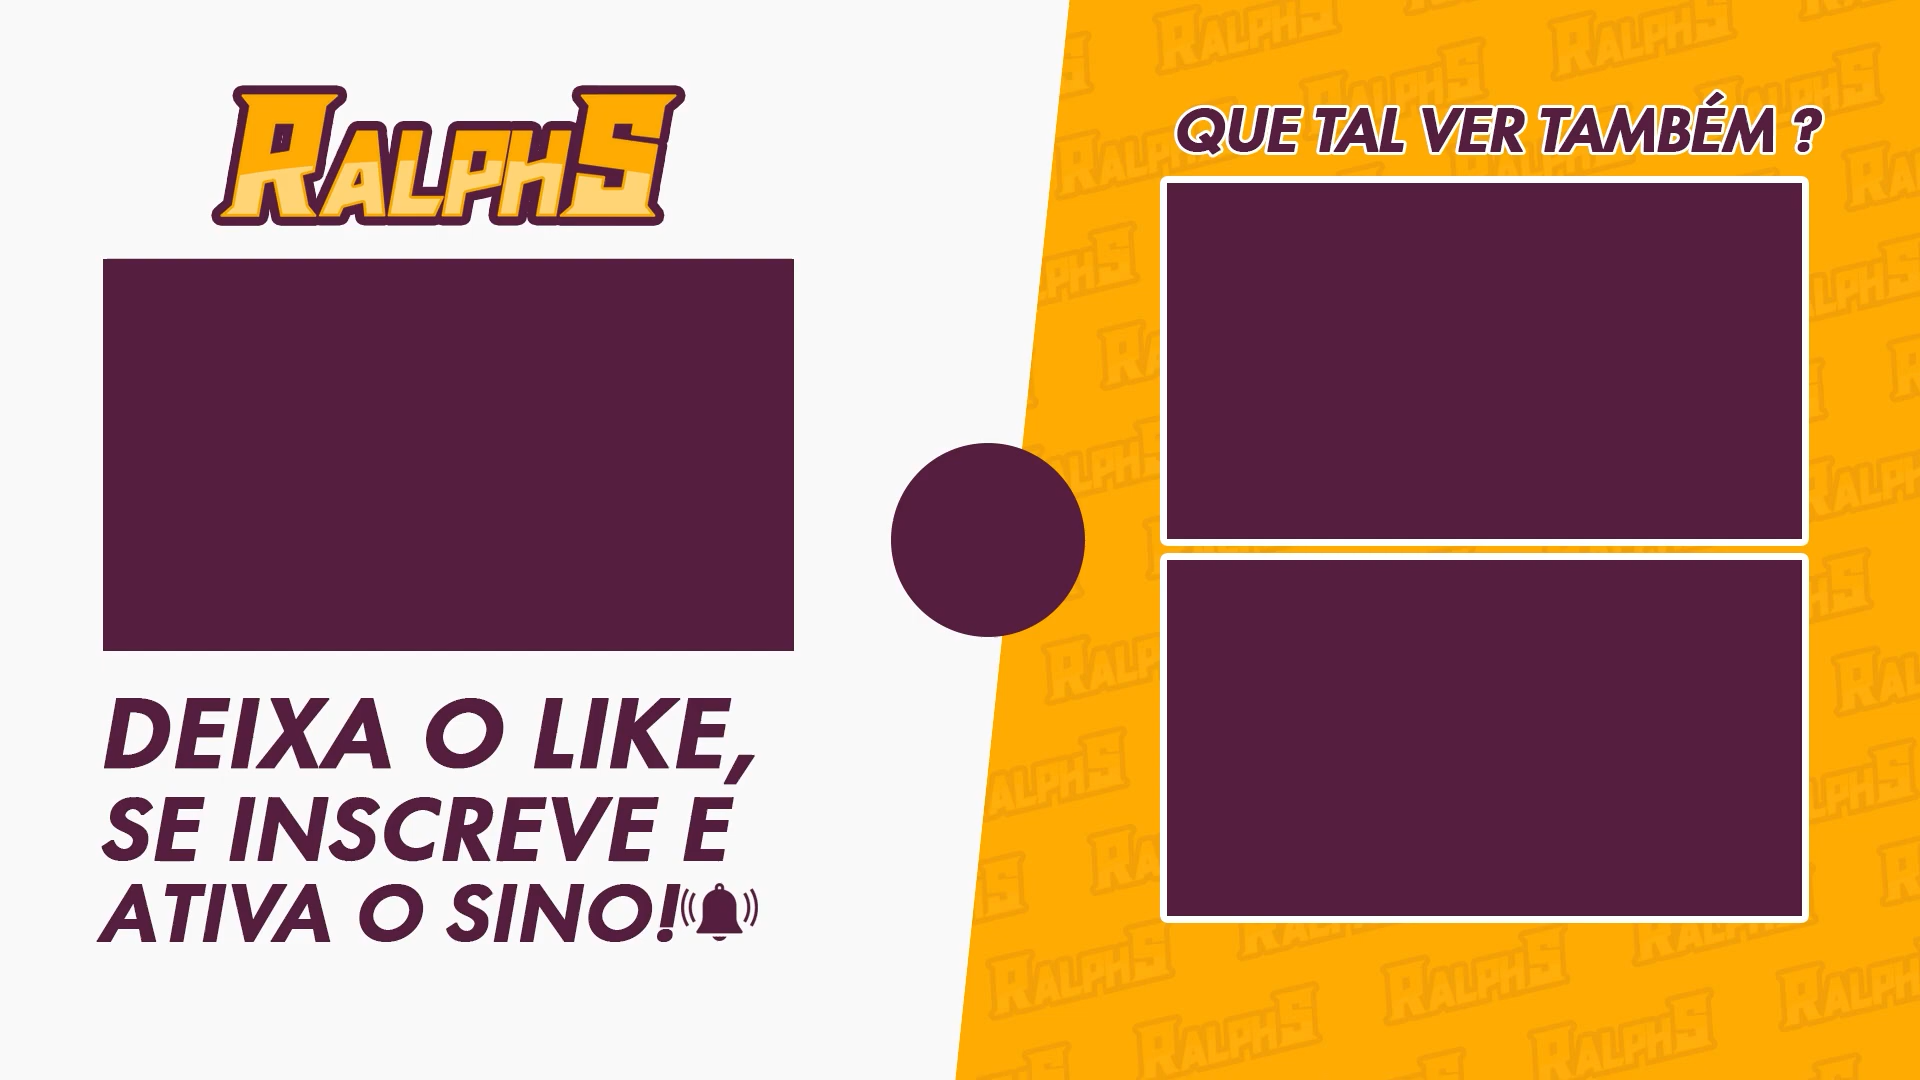 RALPHS
DEIXA O LIKE,
SE INSCREVE E
ATIVA O SINO!
QUE TAL VER TAMBÉM ?